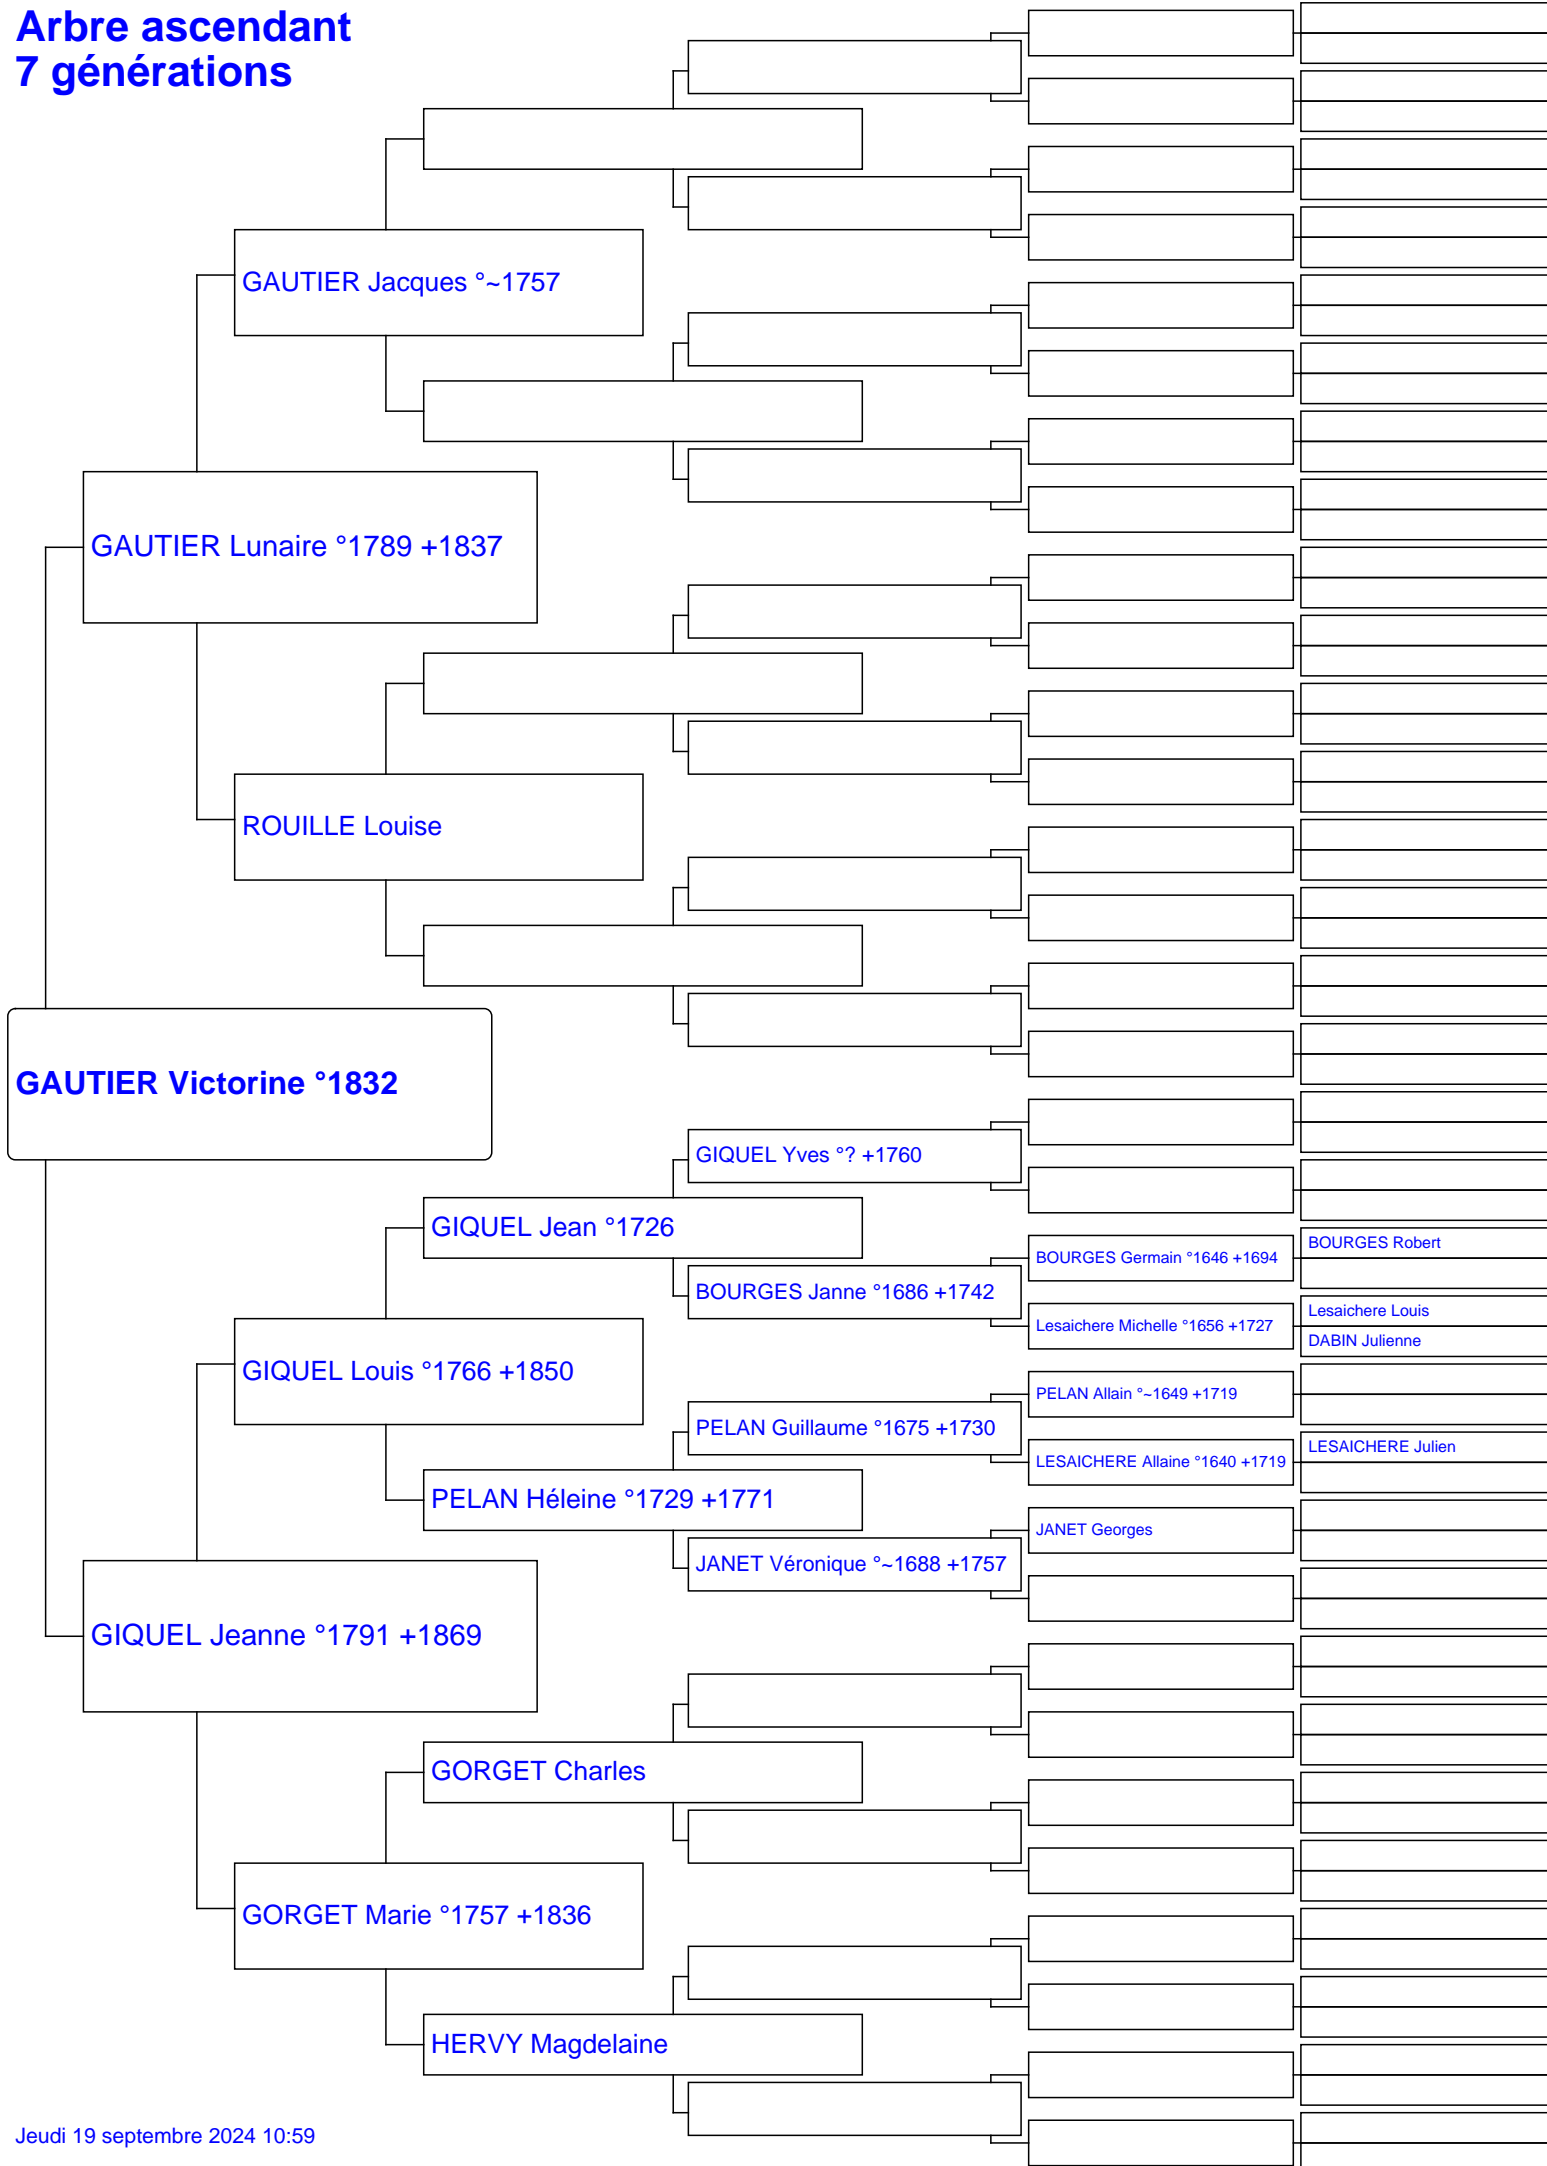 Arbre ascendant
7 générations
GAUTIER Jacques °~1757
GAUTIER Lunaire °1789 +1837
ROUILLE Louise
GAUTIER Victorine °1832
GIQUEL Yves °? +1760
GIQUEL Jean °1726
BOURGES Robert
BOURGES Germain °1646 +1694
BOURGES Janne °1686 +1742
Lesaichere Louis
Lesaichere Michelle °1656 +1727
DABIN Julienne
GIQUEL Louis °1766 +1850
PELAN Allain °~1649 +1719
PELAN Guillaume °1675 +1730
LESAICHERE Julien
LESAICHERE Allaine °1640 +1719
PELAN Héleine °1729 +1771
JANET Georges
JANET Véronique °~1688 +1757
GIQUEL Jeanne °1791 +1869
GORGET Charles
GORGET Marie °1757 +1836
HERVY Magdelaine
Jeudi 19 septembre 2024 10:59